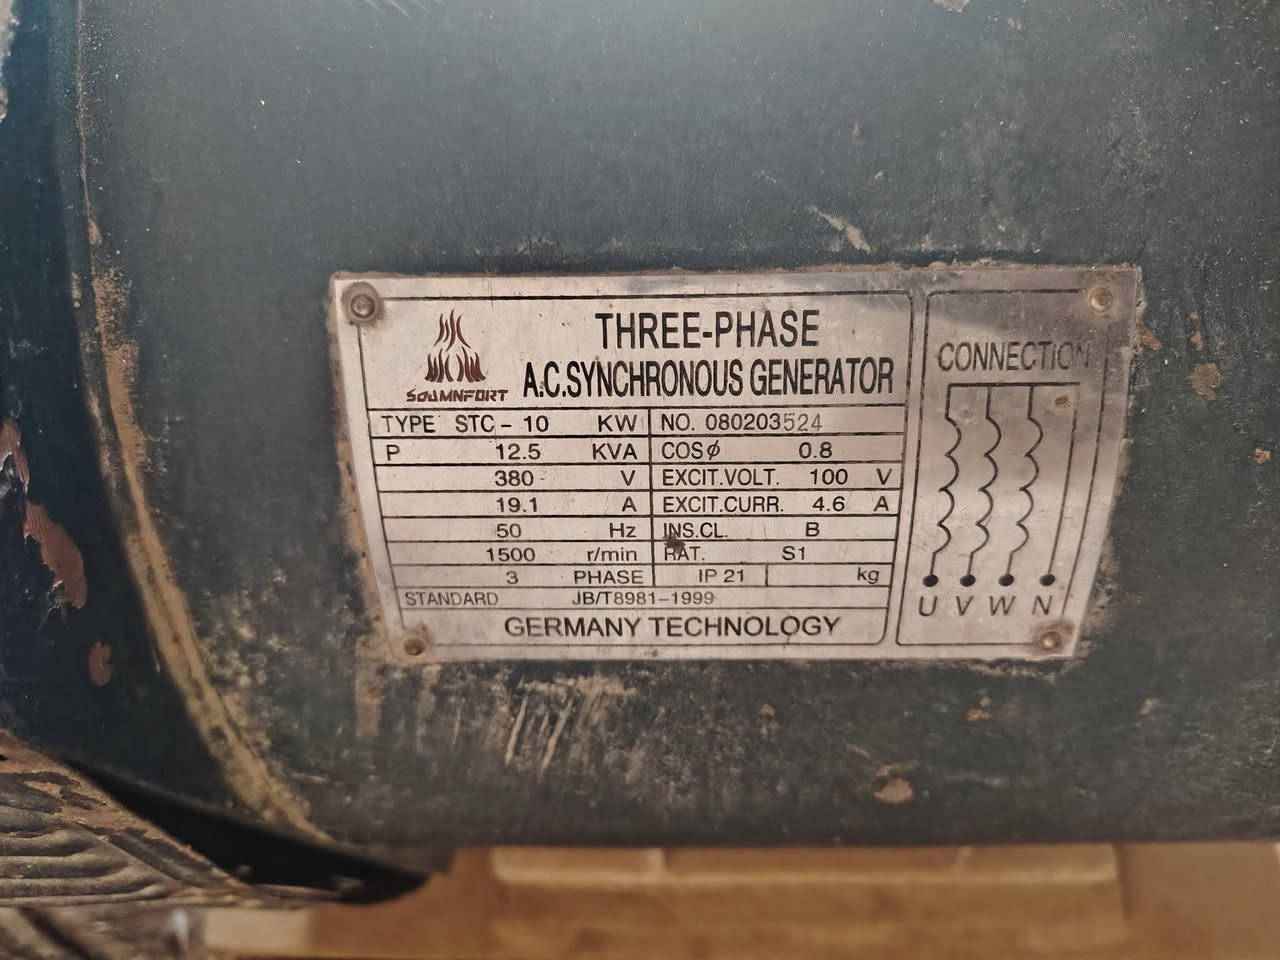 SOUMNFORT
THREE-PHASE
A.C.SYNCHRONOUS GENERATOR
TYPE STC - 10 KW NO. 080203524
P 12.5 KVA COSφ 0.8
380 V EXCIT.VOLT. 100 V
19.1 A EXCIT.CURR. 4.6 A
50 Hz INS.CL. B
1500 r/min RAT. S1
3 PHASE IP 21 kg
STANDARD JB/T8981-1999
GERMANY TECHNOLOGY
CONNECTION
U V W N